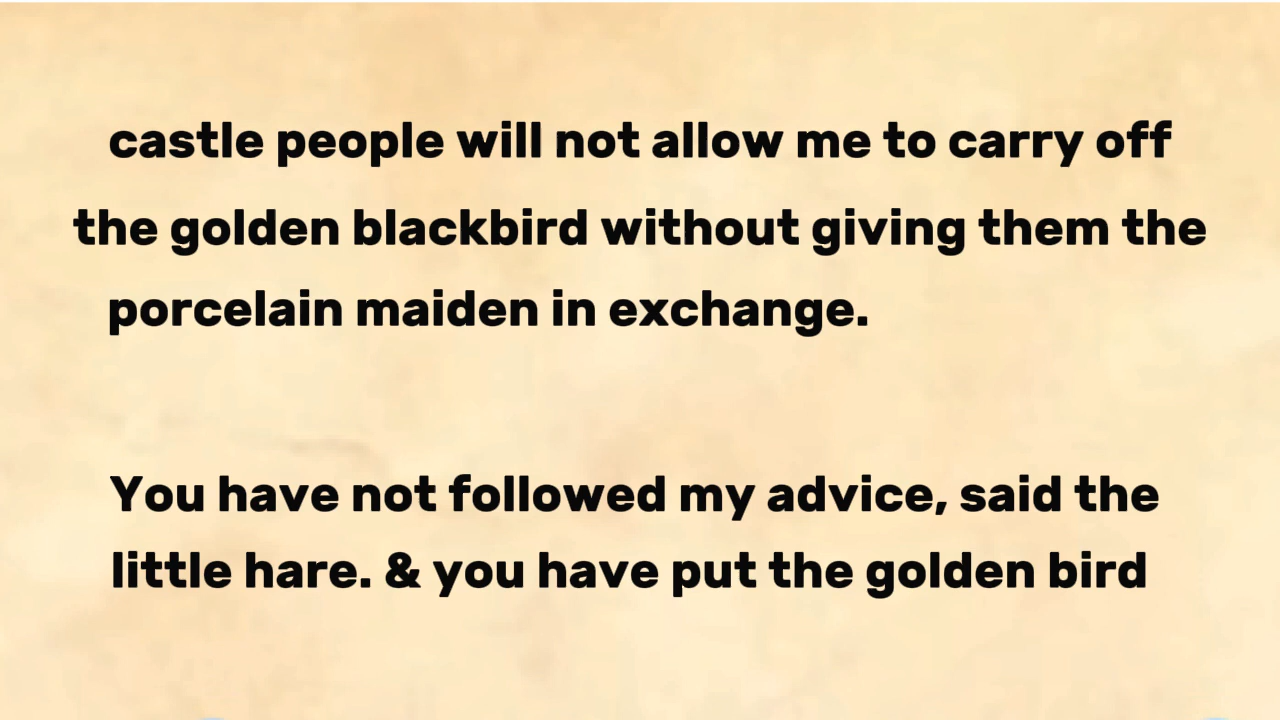 castle people will not allow me to carry off
the golden blackbird without giving them the
porcelain maiden in exchange.
You have not followed my advice, said the
little hare. & you have put the golden bird